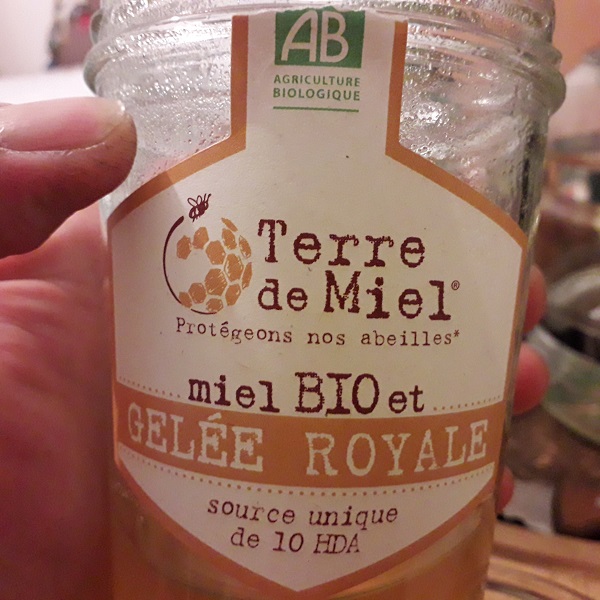 AB
AGRICULTURE
BIOLOGIQUE
Terre
de Miel®
Protégeons nos abeilles*
miel BIO et
GELÉE ROYALE
source unique
de 10 HDA